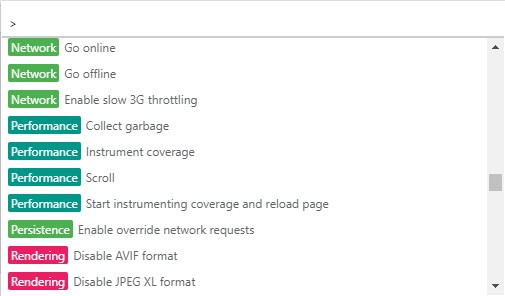 >
Network Go online
Network Go offline
Network Enable slow 3G throttling
Performance Collect garbage
Performance Instrument coverage
Performance Scroll
Performance Start instrumenting coverage and reload page
Persistence Enable override network requests
Rendering Disable AVIF format
Rendering Disable JPEG XL format